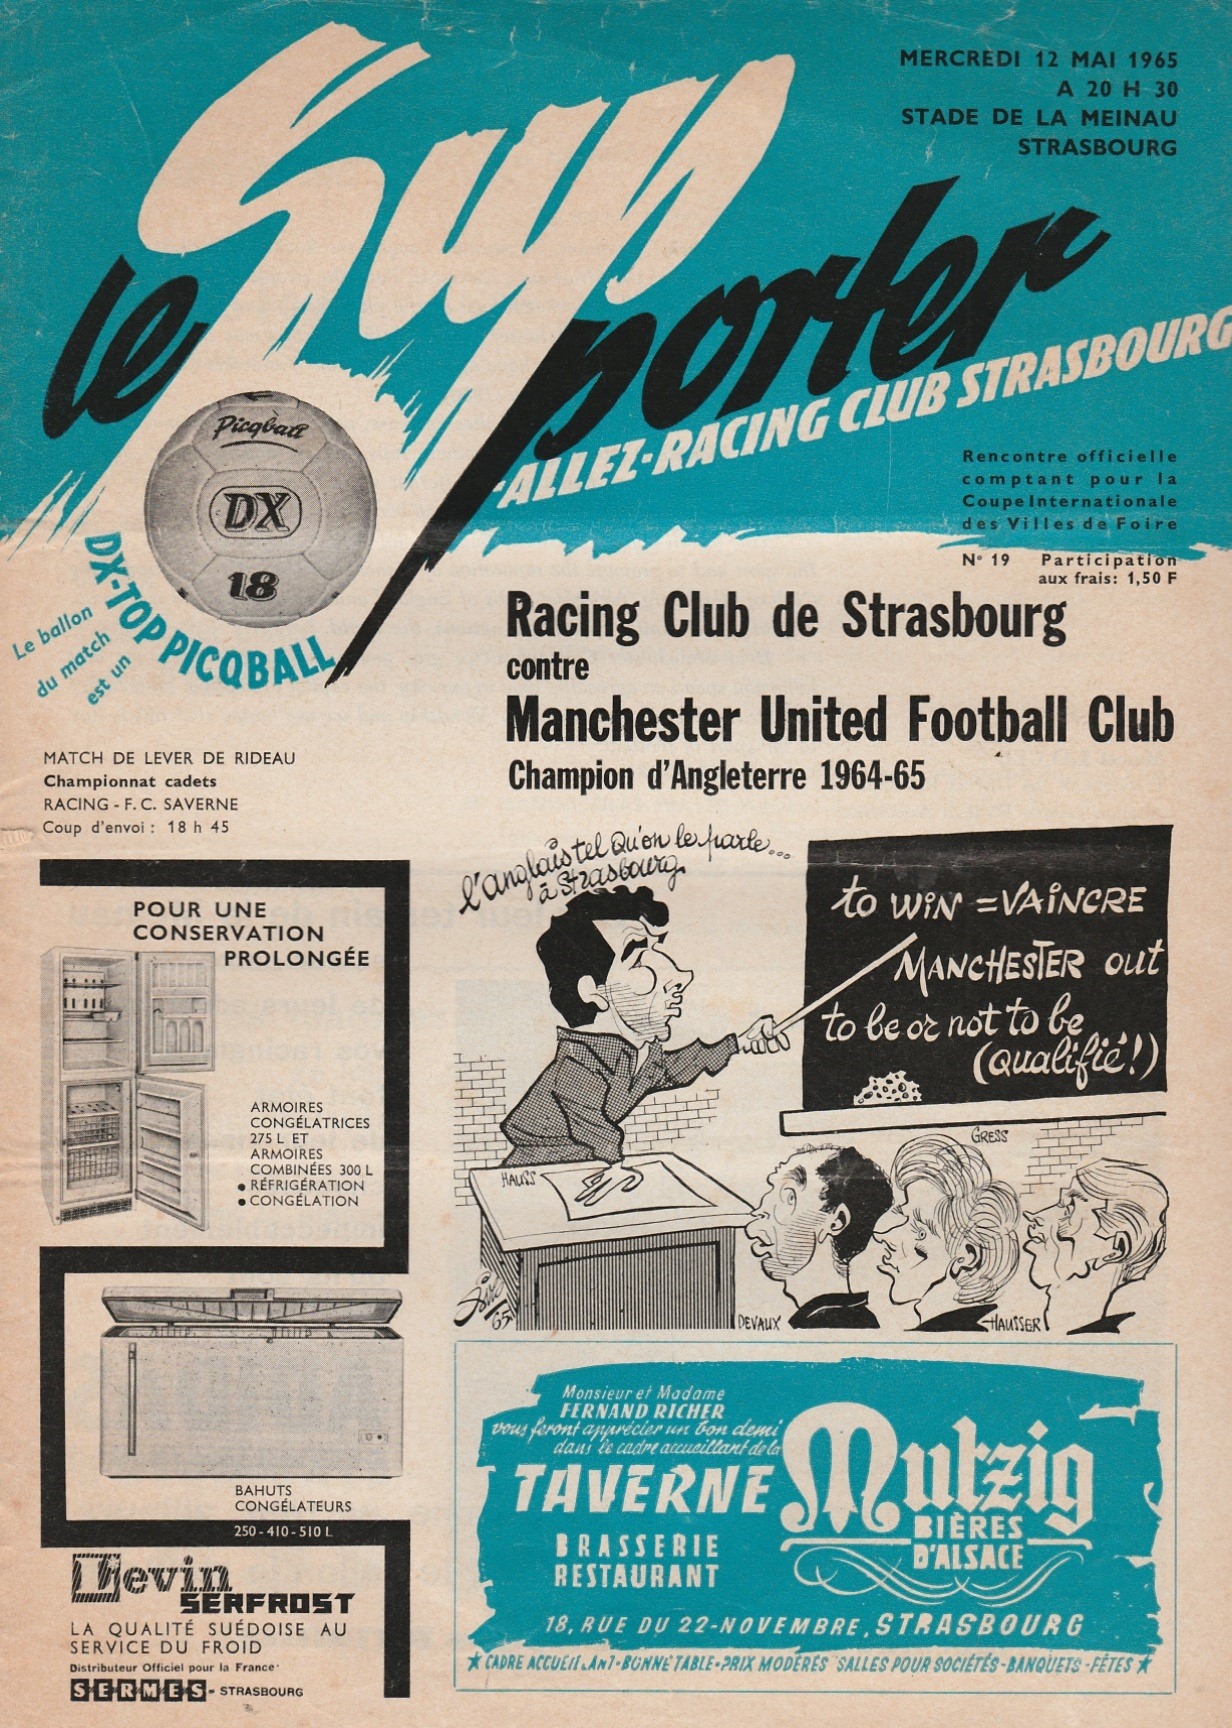 MERCREDI 12 MAI 1965
A 20 H 30
STADE DE LA MEINAU
STRASBOURG
le Supporter
ALLEZ-RACING CLUB STRASBOURG
Picqball
DX
18
Le ballon
du match
est un
DX-TOP PICQBALL
Rencontre officielle
comptant pour la
Coupe Internationale
des Villes de Foire
N° 19 Participation
aux frais: 1,50 F
Racing Club de Strasbourg
contre
Manchester United Football Club
Champion d'Angleterre 1964-65
MATCH DE LEVER DE RIDEAU
Championnat cadets
RACING - F. C. SAVERNE
Coup d'envoi : 18 h 45
l'anglais tel qu'on le parle...
à Strasbourg
to WIN = VAINCRE
MANCHESTER out
to be or not to be
(qualifié!)
HAUSS
GRESS
DEVAUX
HAUSSER
65
POUR UNE
CONSERVATION
PROLONGÉE
ARMOIRES
CONGÉLATRICES
275 L ET
ARMOIRES
COMBINÉES 300 L
• RÉFRIGÉRATION
• CONGÉLATION
BAHUTS
CONGÉLATEURS
250 - 410 - 510 L
Devin
SERFROST
LA QUALITÉ SUÉDOISE AU
SERVICE DU FROID
Distributeur Officiel pour la France:
SERMES - STRASBOURG
Monsieur et Madame
FERNAND RICHER
vous feront apprécier un bon demi
dans le cadre accueillant de la
TAVERNE
Mutzig
BIÈRES
D'ALSACE
BRASSERIE
RESTAURANT
18, RUE DU 22-NOVEMBRE, STRASBOURG
★ CADRE ACCUEILLANT - BONNE TABLE - PRIX MODÉRÉS SALLES POUR SOCIÉTÉS - BANQUETS - FÊTES ★